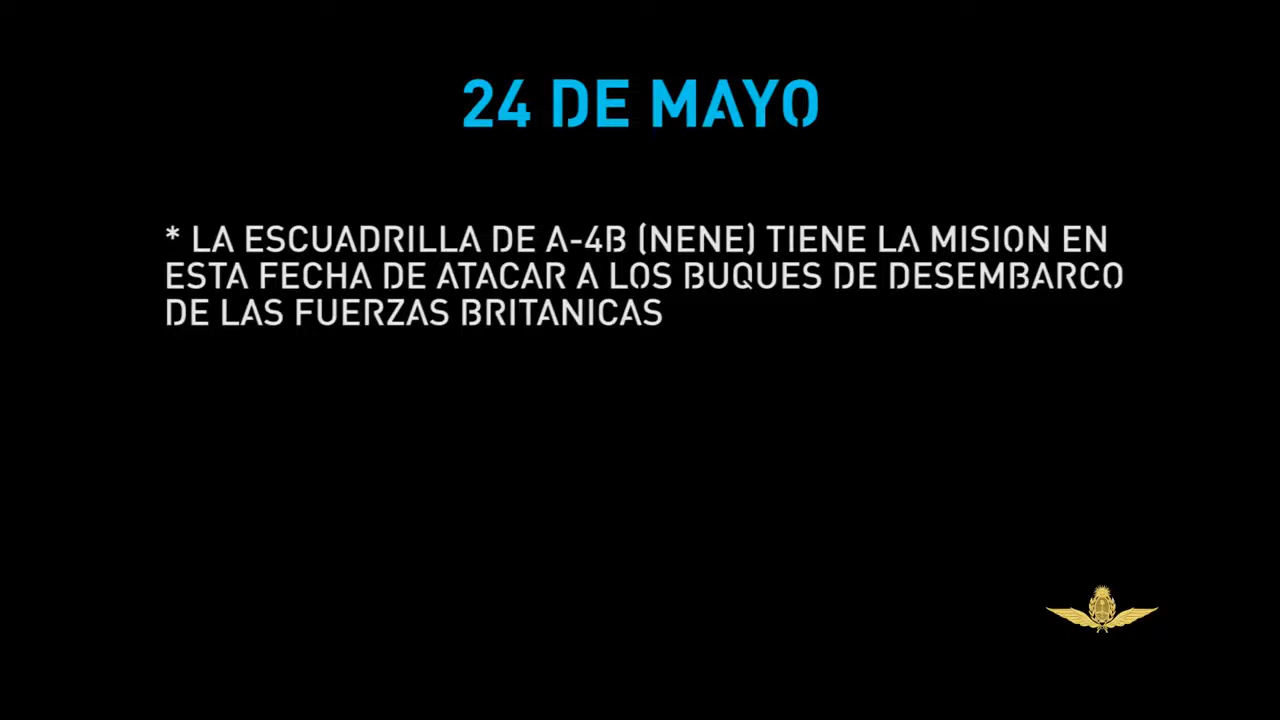 24 DE MAYO
* LA ESCUADRILLA DE A-4B (NENE) TIENE LA MISION EN
ESTA FECHA DE ATACAR A LOS BUQUES DE DESEMBARCO
DE LAS FUERZAS BRITANICAS